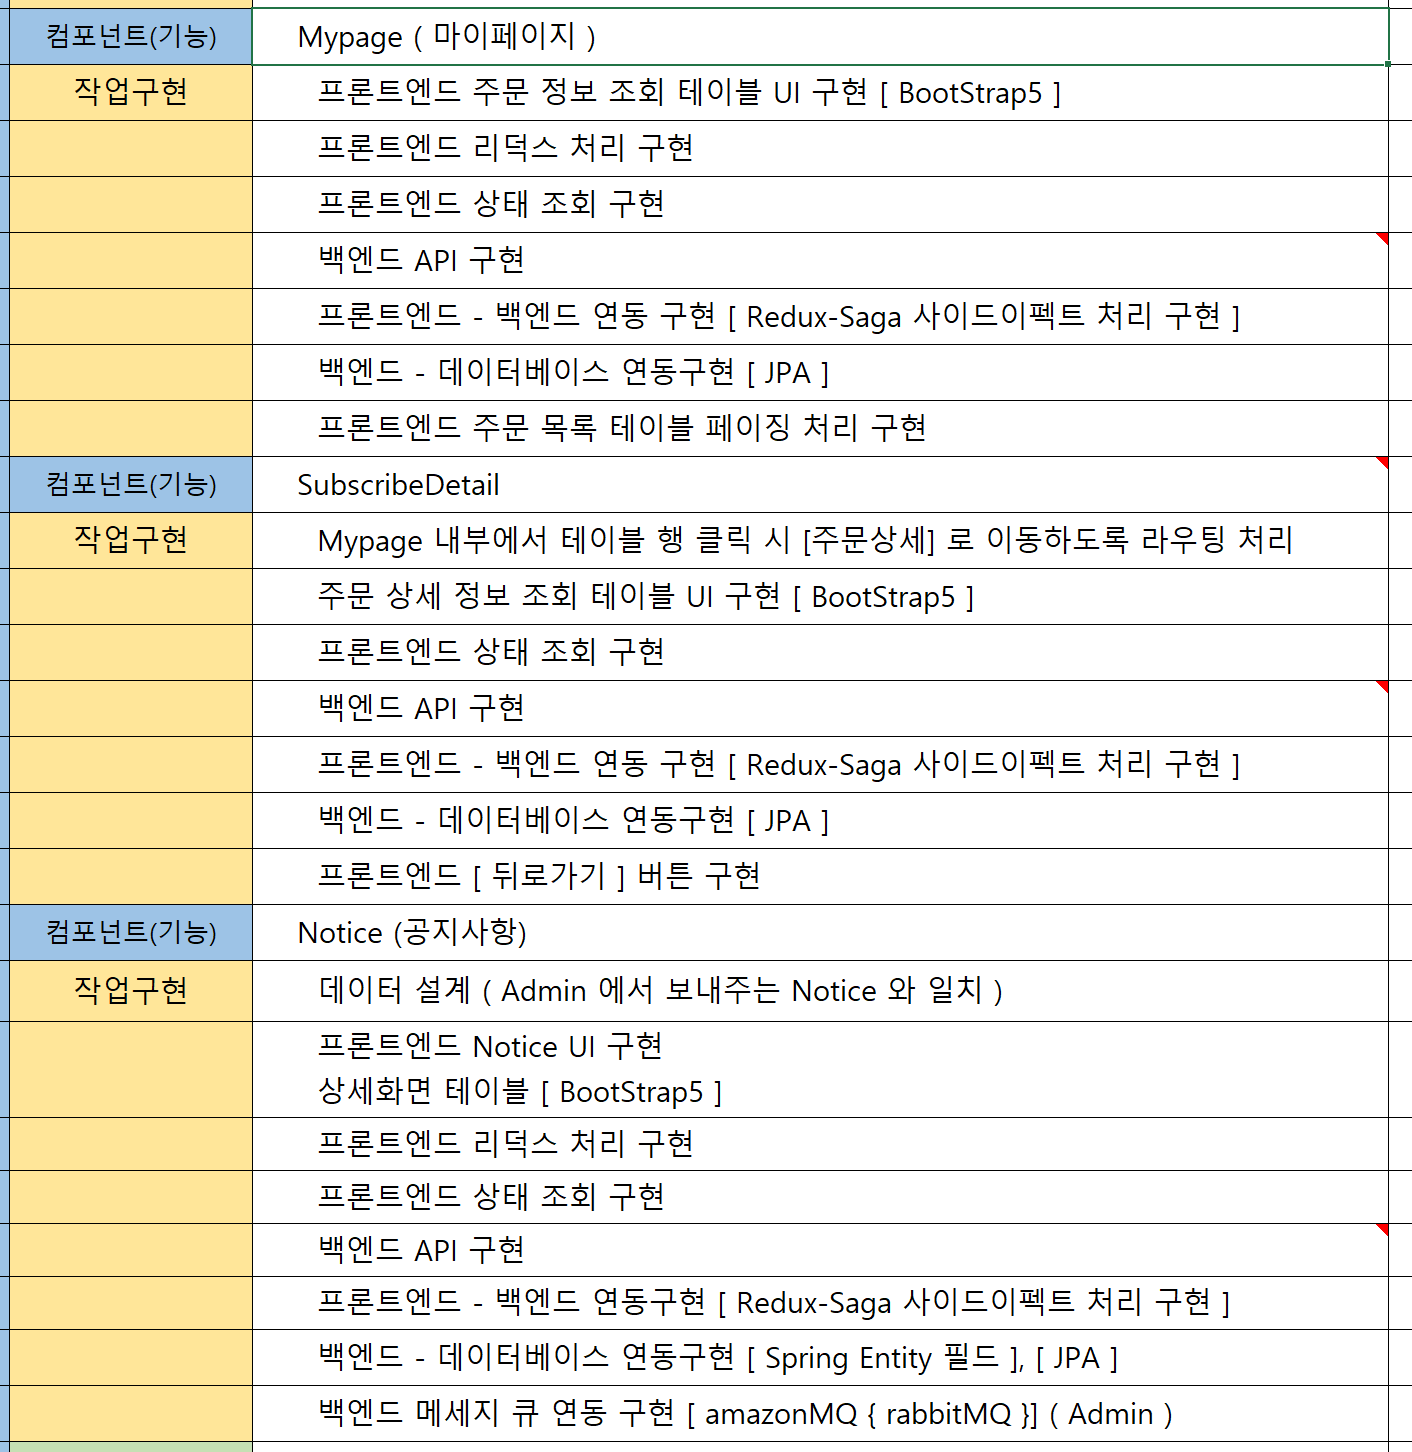 컴포넌트(기능) Mypage ( 마이페이지 )
작업구현 프론트엔드 주문 정보 조회 테이블 UI 구현 [ BootStrap5 ]
프론트엔드 리덕스 처리 구현
프론트엔드 상태 조회 구현
백엔드 API 구현
프론트엔드 - 백엔드 연동 구현 [ Redux-Saga 사이드이펙트 처리 구현 ]
백엔드 - 데이터베이스 연동구현 [ JPA ]
프론트엔드 주문 목록 테이블 페이징 처리 구현
컴포넌트(기능) SubscribeDetail
작업구현 Mypage 내부에서 테이블 행 클릭 시 [주문상세] 로 이동하도록 라우팅 처리
주문 상세 정보 조회 테이블 UI 구현 [ BootStrap5 ]
프론트엔드 상태 조회 구현
백엔드 API 구현
프론트엔드 - 백엔드 연동 구현 [ Redux-Saga 사이드이펙트 처리 구현 ]
백엔드 - 데이터베이스 연동구현 [ JPA ]
프론트엔드 [ 뒤로가기 ] 버튼 구현
컴포넌트(기능) Notice (공지사항)
작업구현 데이터 설계 ( Admin 에서 보내주는 Notice 와 일치 )
프론트엔드 Notice UI 구현
상세화면 테이블 [ BootStrap5 ]
프론트엔드 리덕스 처리 구현
프론트엔드 상태 조회 구현
백엔드 API 구현
프론트엔드 - 백엔드 연동구현 [ Redux-Saga 사이드이펙트 처리 구현 ]
백엔드 - 데이터베이스 연동구현 [ Spring Entity 필드 ], [ JPA ]
백엔드 메세지 큐 연동 구현 [ amazonMQ { rabbitMQ }] ( Admin )